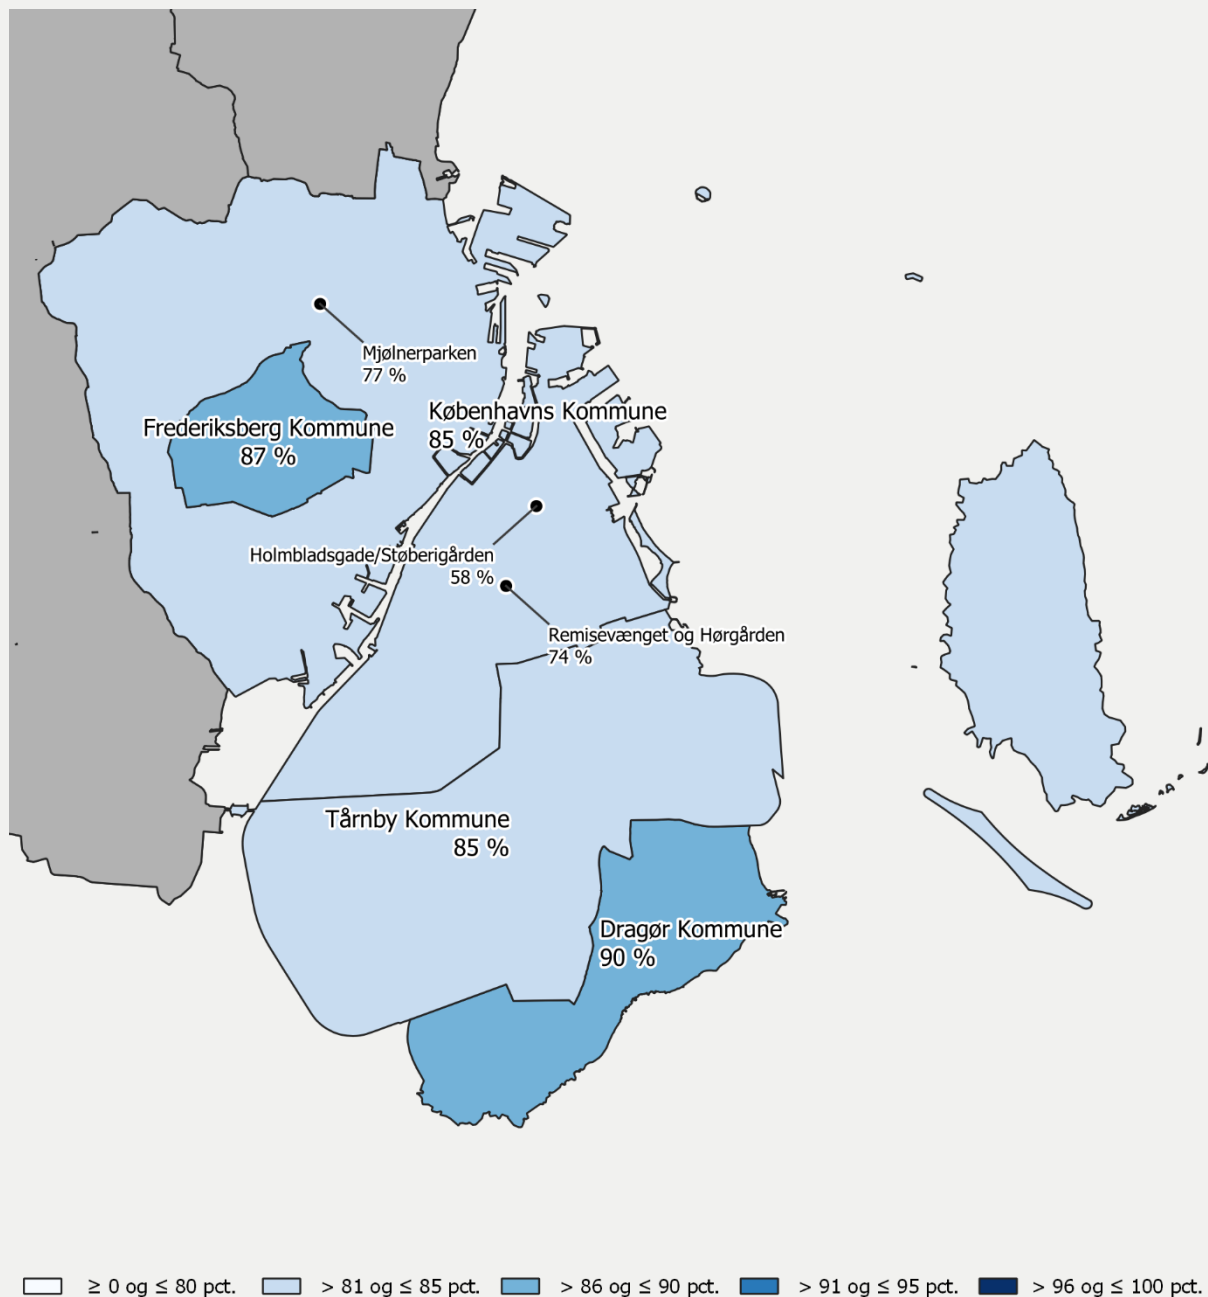 Mjølnerparken
77 %
Københavns Kommune
85 %
Frederiksberg Kommune
87 %
Holmbladsgade/Støberigården
58 %
Remisevænget og Hørgården
74 %
Tårnby Kommune
85 %
Dragør Kommune
90 %
≥ 0 og ≤ 80 pct. > 81 og ≤ 85 pct. > 86 og ≤ 90 pct. > 91 og ≤ 95 pct. > 96 og ≤ 100 pct.